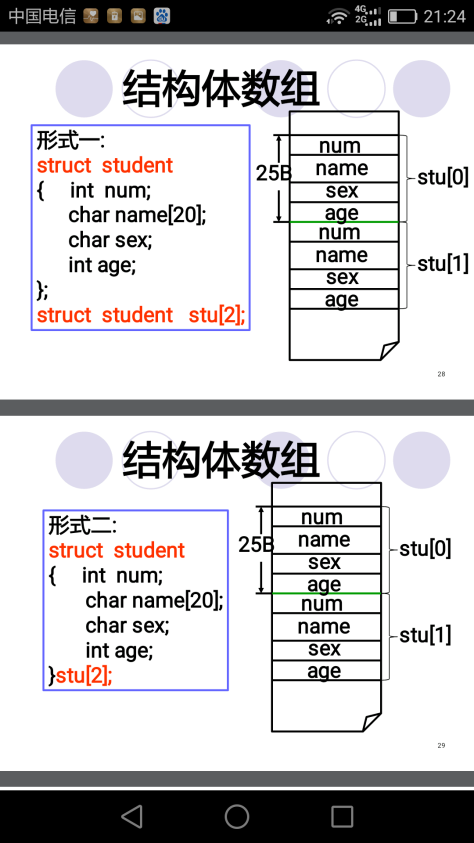 中国电信 4G 2G 21:24
结构体数组
形式一:
struct student
{ int num;
char name[20];
char sex;
int age;
};
struct student stu[2];
25B
num
name
sex
age
num
name
sex
age
stu[0]
stu[1]
28
结构体数组
形式二:
struct student
{ int num;
char name[20];
char sex;
int age;
}stu[2];
25B
num
name
sex
age
num
name
sex
age
stu[0]
stu[1]
29